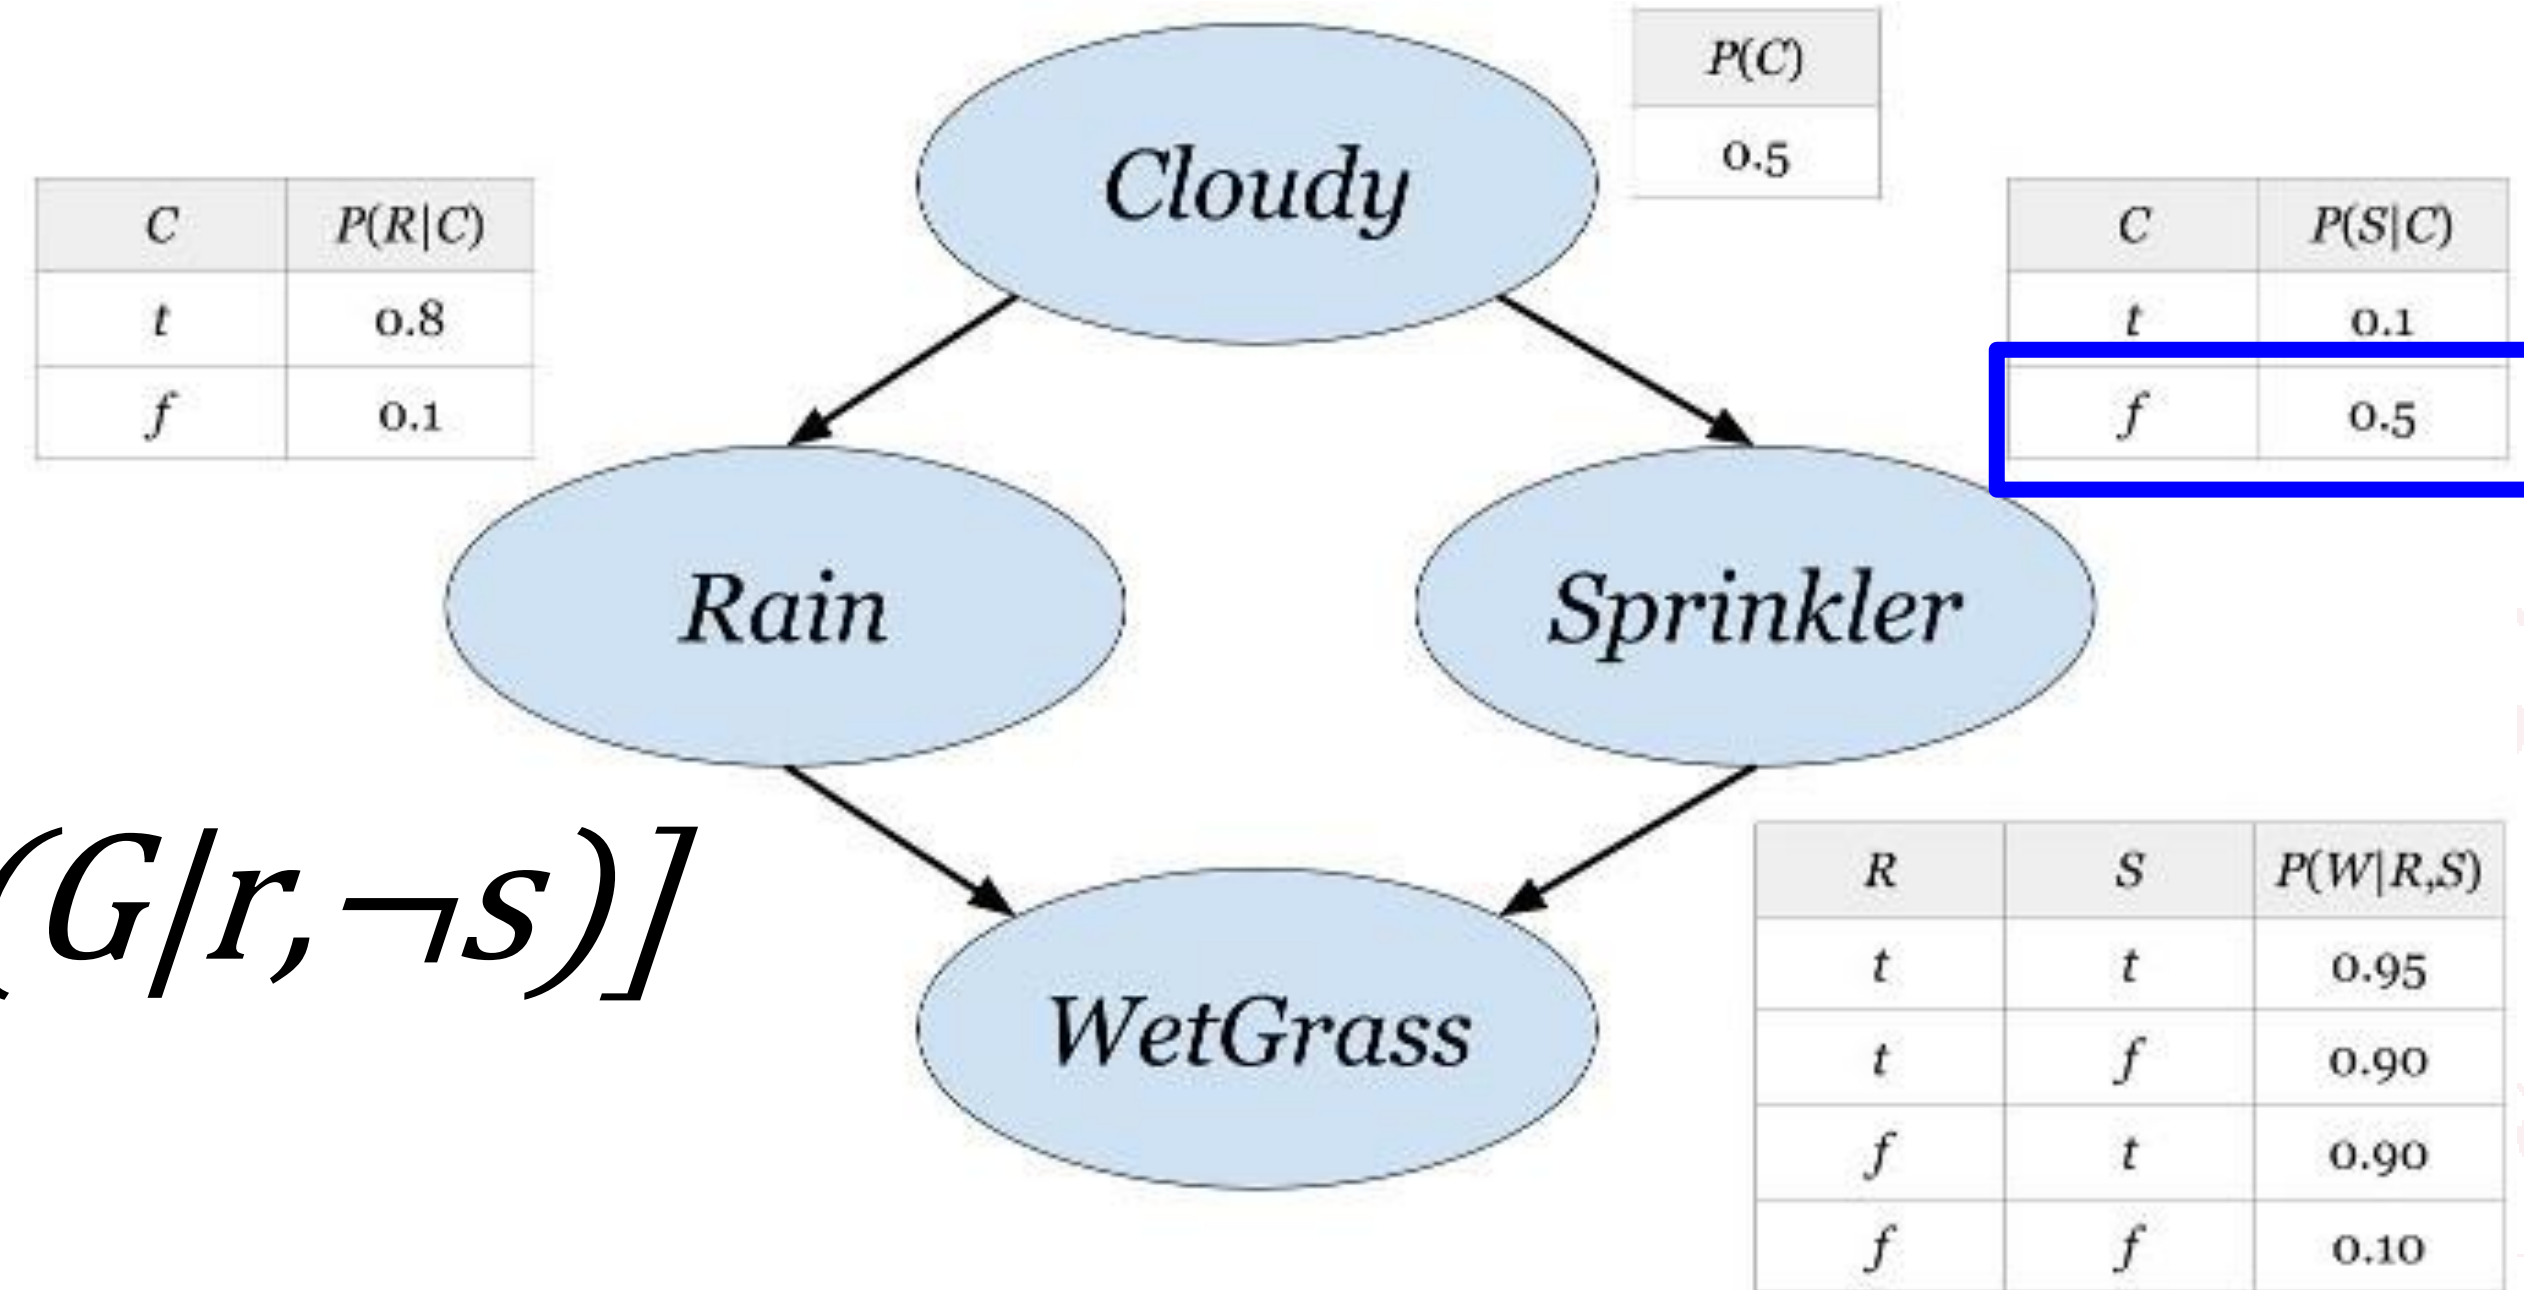 P(C)
0.5
Cloudy
C P(R|C)
t 0.8
f 0.1
C P(S|C)
t 0.1
f 0.5
Rain
Sprinkler
(G|r,¬s)]
WetGrass
R S P(W|R,S)
t t 0.95
t f 0.90
f t 0.90
f f 0.10